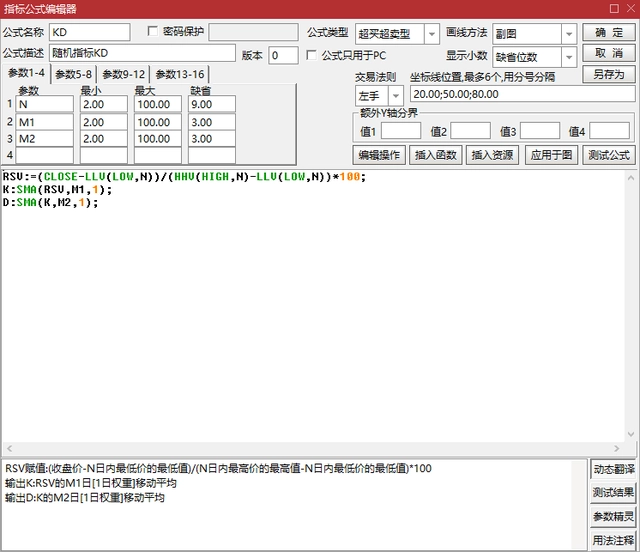 指标公式编辑器
公式名称 KD 密码保护 公式类型 超买超卖型 画线方法 副图 确 定
公式描述 随机指标KD 版本 0 公式只用于PC 显示小数 缺省位数 取 消
参数1-4 参数5-8 参数9-12 参数13-16 交易法则 坐标线位置,最多6个,用分号分隔 另存为
参数 最小 最大 缺省 左手 20.00;50.00;80.00
1 N 2.00 100.00 9.00 额外Y轴分界
2 M1 2.00 100.00 3.00 值1 值2 值3 值4
3 M2 2.00 100.00 3.00
4 编辑操作 插入函数 插入资源 应用于图 测试公式
RSV:=(CLOSE-LLV(LOW,N))/(HHV(HIGH,N)-LLV(LOW,N))*100;
K:SMA(RSV,M1,1);
D:SMA(K,M2,1);
RSV赋值:(收盘价-N日内最低价的最低值)/(N日内最高价的最高值-N日内最低价的最低值)*100
输出K:RSV的M1日[1日权重]移动平均
输出D:K的M2日[1日权重]移动平均
动态翻译
测试结果
参数精灵
用法注释